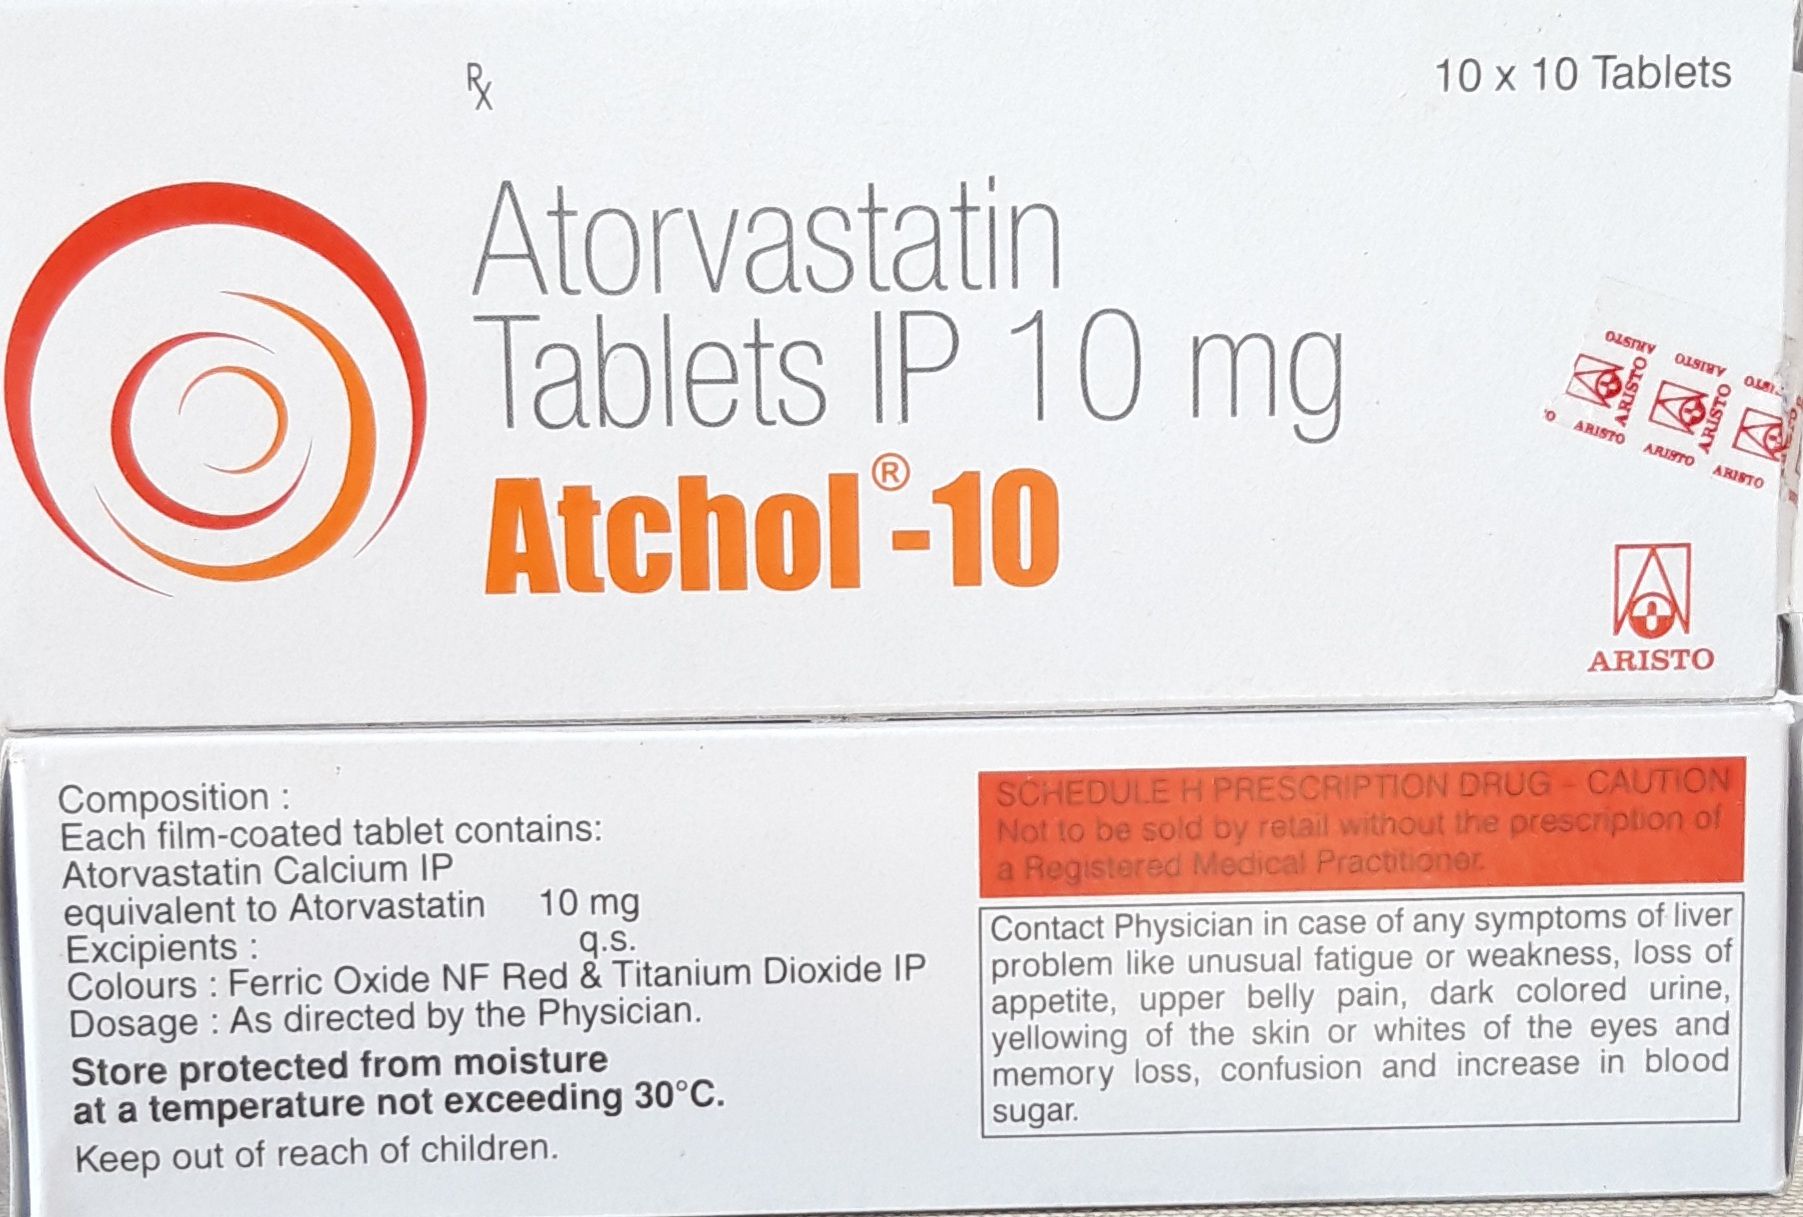 Rx
10 x 10 Tablets
Atorvastatin
Tablets IP 10 mg
Atchol®-10
ARISTO ARISTO
ARISTO ARISTO
ARISTO ARISTO ARISTO
ARISTO
Composition :
Each film-coated tablet contains:
Atorvastatin Calcium IP
equivalent to Atorvastatin 10 mg
Excipients : q.s.
Colours : Ferric Oxide NF Red & Titanium Dioxide IP
Dosage : As directed by the Physician.
Store protected from moisture
at a temperature not exceeding 30°C.
Keep out of reach of children.
SCHEDULE H PRESCRIPTION DRUG - CAUTION
Not to be sold by retail without the prescription of
a Registered Medical Practitioner.
Contact Physician in case of any symptoms of liver
problem like unusual fatigue or weakness, loss of
appetite, upper belly pain, dark colored urine,
yellowing of the skin or whites of the eyes and
memory loss, confusion and increase in blood
sugar.